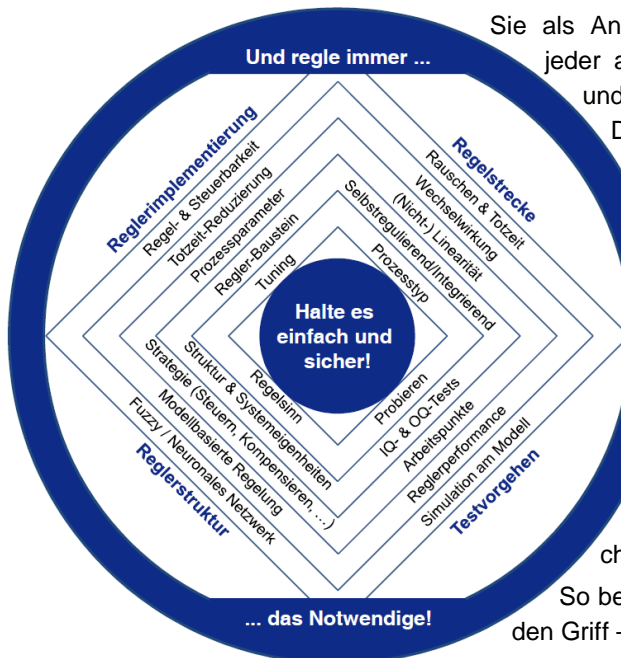 Und regle immer ...
Reglerimplementierung
Regel- & Steuerbarkeit
Totzeit-Reduzierung
Prozessparameter
Regler-Baustein
Tuning
Regelstrecke
Rauschen & Totzeit
Wechselwirkung
(Nicht-) Linearität
Selbstregulierend/Integrierend
Prozesstyp
Halte es
einfach und
sicher!
Regelsinn
Struktur & Systemeigenheiten
Strategie (Steuern, Kompensieren, …)
Modellbasierte Regelung
Fuzzy / Neuronales Netzwerk
Reglerstruktur
Probieren
IQ- & OQ-Tests
Arbeitspunkte
Reglerperformance
Simulation am Modell
Testvorgehen
... das Notwendige!
Sie als An
jeder a
und
D
ch
So be
den Griff -